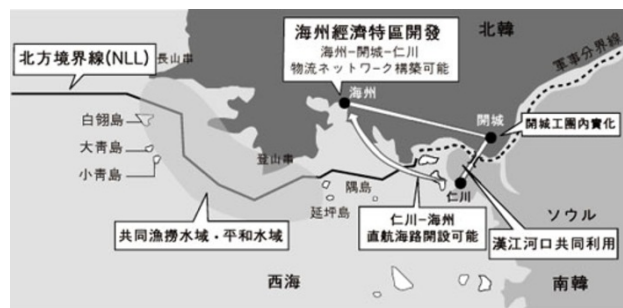 海州經濟特區開發
海州-開城-仁川
物流ネットワーク構築可能
北韓
北方境界線(NLL)
長山串
軍事分界線
海州
開城
開城工團內實化
白翎島
大靑島
小靑島
登山串
隅島
延坪島
仁川
仁川-海州
直航海路開設可能
ソウル
漢江河口共同利用
共同漁撈水域・平和水域
西海
南韓